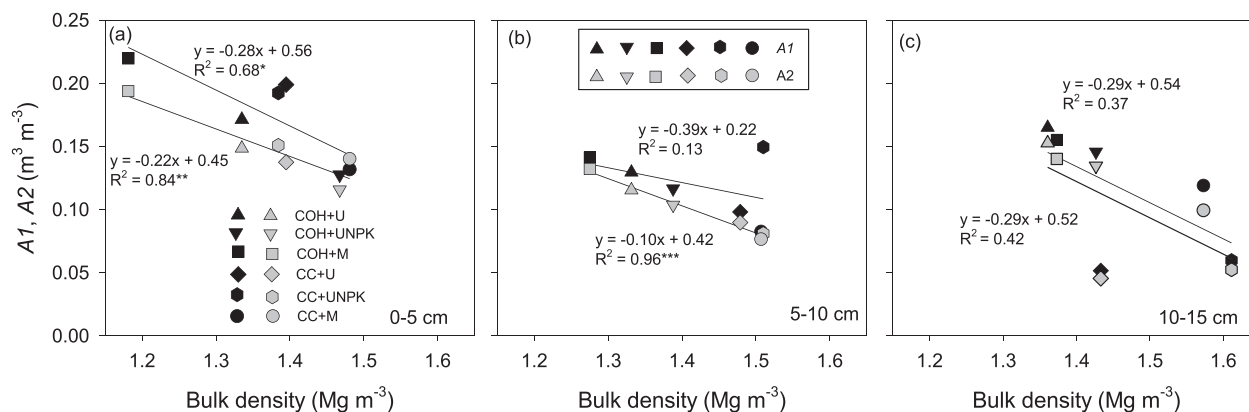 A1, A2 (m³ m⁻³)
0.25
0.20
0.15
0.10
0.05
0.00
(a)
y = -0.28x + 0.56
R² = 0.68*
y = -0.22x + 0.45
R² = 0.84**
COH+U
COH+UNPK
COH+M
CC+U
CC+UNPK
CC+M
0-5 cm
1.2 1.3 1.4 1.5 1.6
Bulk density (Mg m⁻³)
(b)
A1
A2
y = -0.39x + 0.22
R² = 0.13
y = -0.10x + 0.42
R² = 0.96***
5-10 cm
1.2 1.3 1.4 1.5 1.6
Bulk density (Mg m⁻³)
(c)
y = -0.29x + 0.54
R² = 0.37
y = -0.29x + 0.52
R² = 0.42
10-15 cm
1.2 1.3 1.4 1.5 1.6
Bulk density (Mg m⁻³)